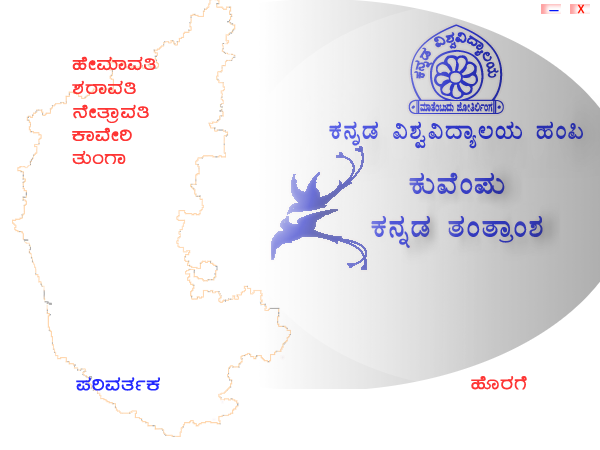 ಹೇಮಾವತಿ
ಶರಾವತಿ
ನೇತ್ರಾವತಿ
ಕಾವೇರಿ
ತುಂಗಾ
ಕನ್ನಡ ವಿಶ್ವವಿದ್ಯಾಲಯ
ಮಾತೆಂಬುದು ಜ್ಯೋತಿರ್ಲಿಂಗ
ಕನ್ನಡ ವಿಶ್ವವಿದ್ಯಾಲಯ ಹಂಪಿ
ಕುವೆಂಪು
ಕನ್ನಡ ತಂತ್ರಾಂಶ
ಪರಿವರ್ತಕ
ಹೊರಗೆ
X